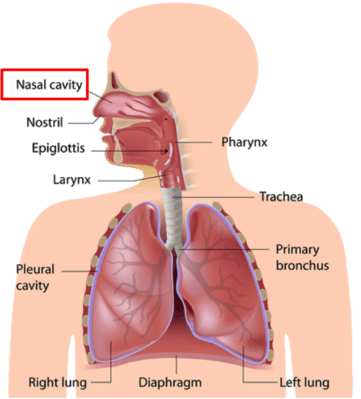 Nasal cavity
Nostril
Epiglottis
Pharynx
Larynx
Trachea
Primary
bronchus
Pleural
cavity
Right lung
Diaphragm
Left lung